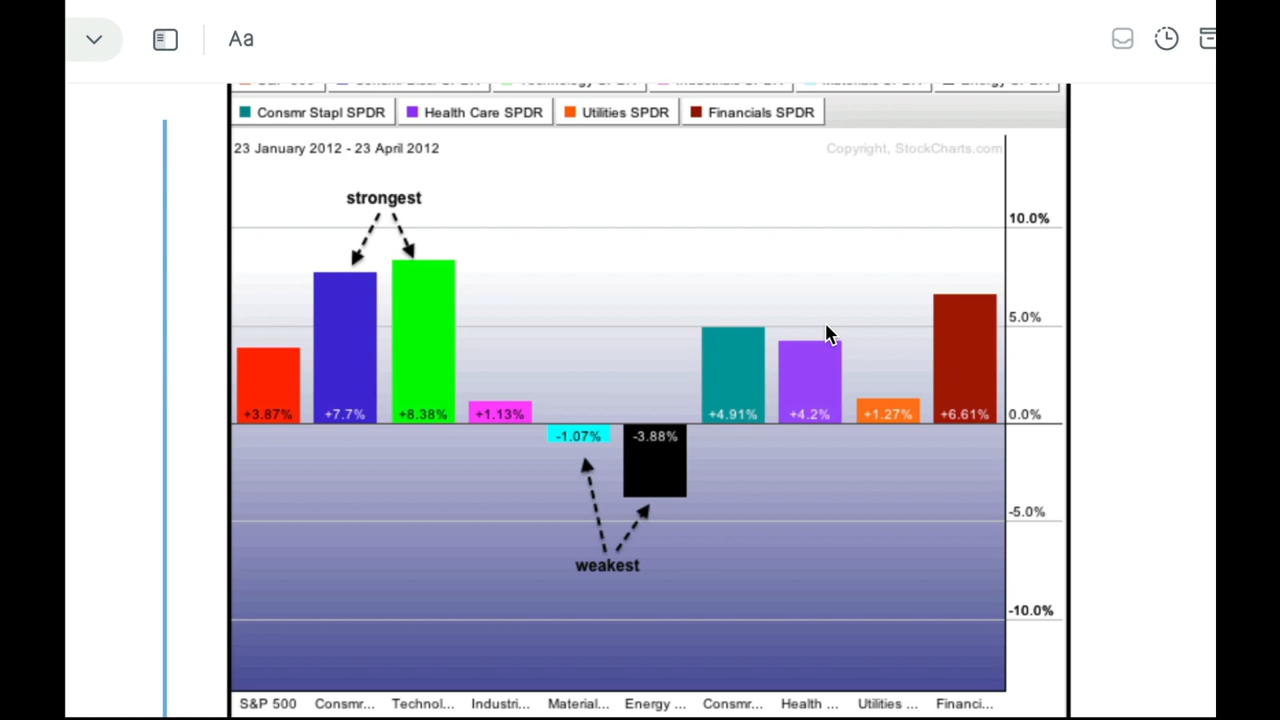 Aa
Consmr Stapl SPDR Health Care SPDR Utilities SPDR Financials SPDR
23 January 2012 - 23 April 2012 Copyright, StockCharts.com
strongest
10.0%
5.0%
+3.87% +7.7% +8.38% +1.13% +4.91% +4.2% +1.27% +6.61% 0.0%
-1.07% -3.88%
-5.0%
weakest
-10.0%
S&P 500 Consmr... Technol... Industri... Material... Energy ... Consmr... Health ... Utilities ... Financi...